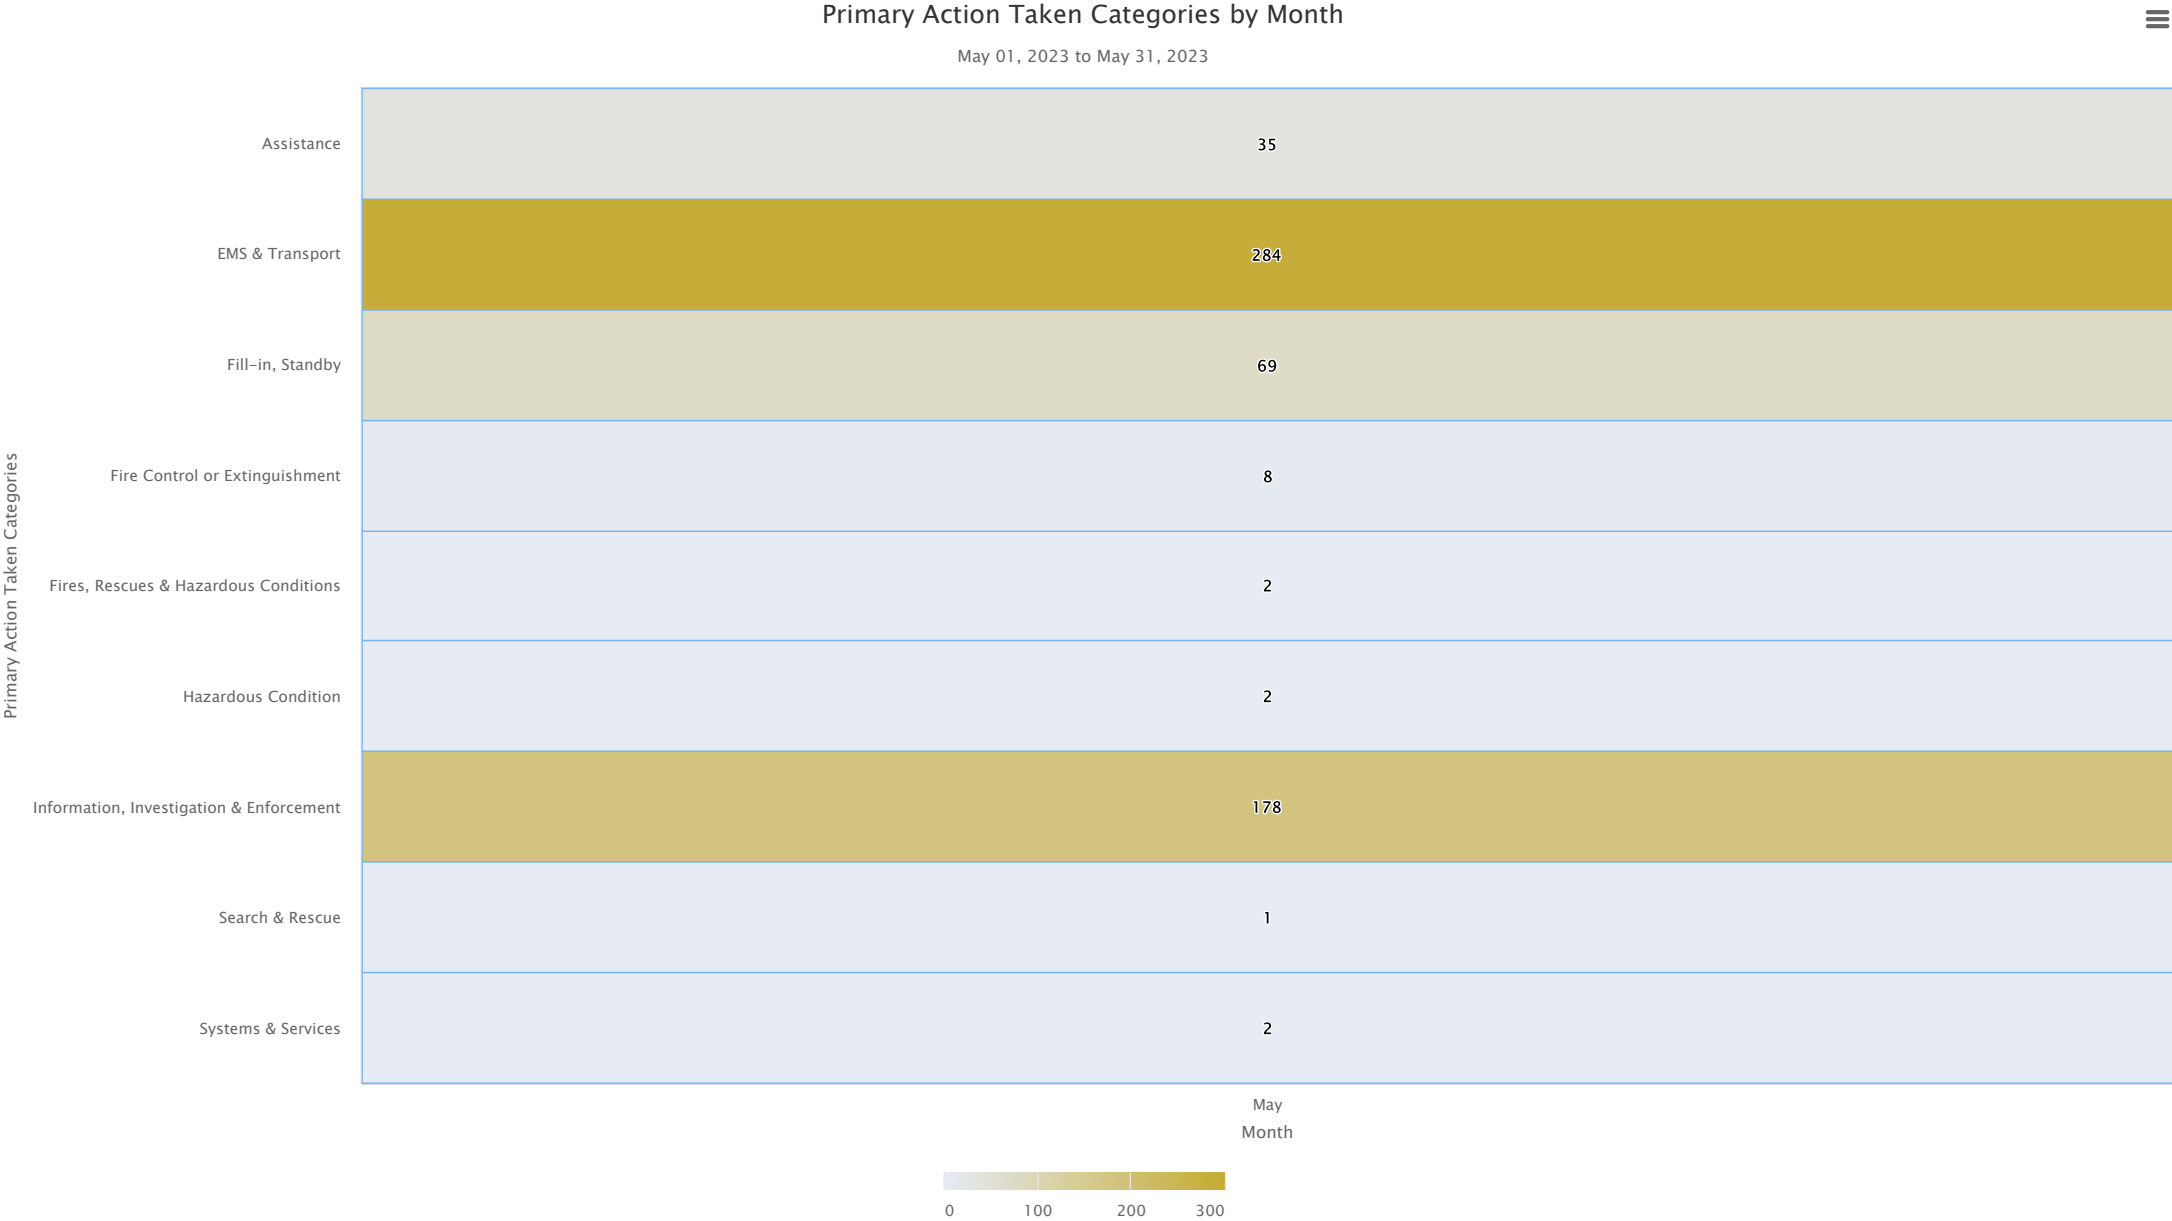 Primary Action Taken Categories by Month
May 01, 2023 to May 31, 2023
Primary Action Taken Categories
Assistance 35
EMS & Transport 284
Fill-in, Standby 69
Fire Control or Extinguishment 8
Fires, Rescues & Hazardous Conditions 2
Hazardous Condition 2
Information, Investigation & Enforcement 178
Search & Rescue 1
Systems & Services 2
May
Month
0 100 200 300